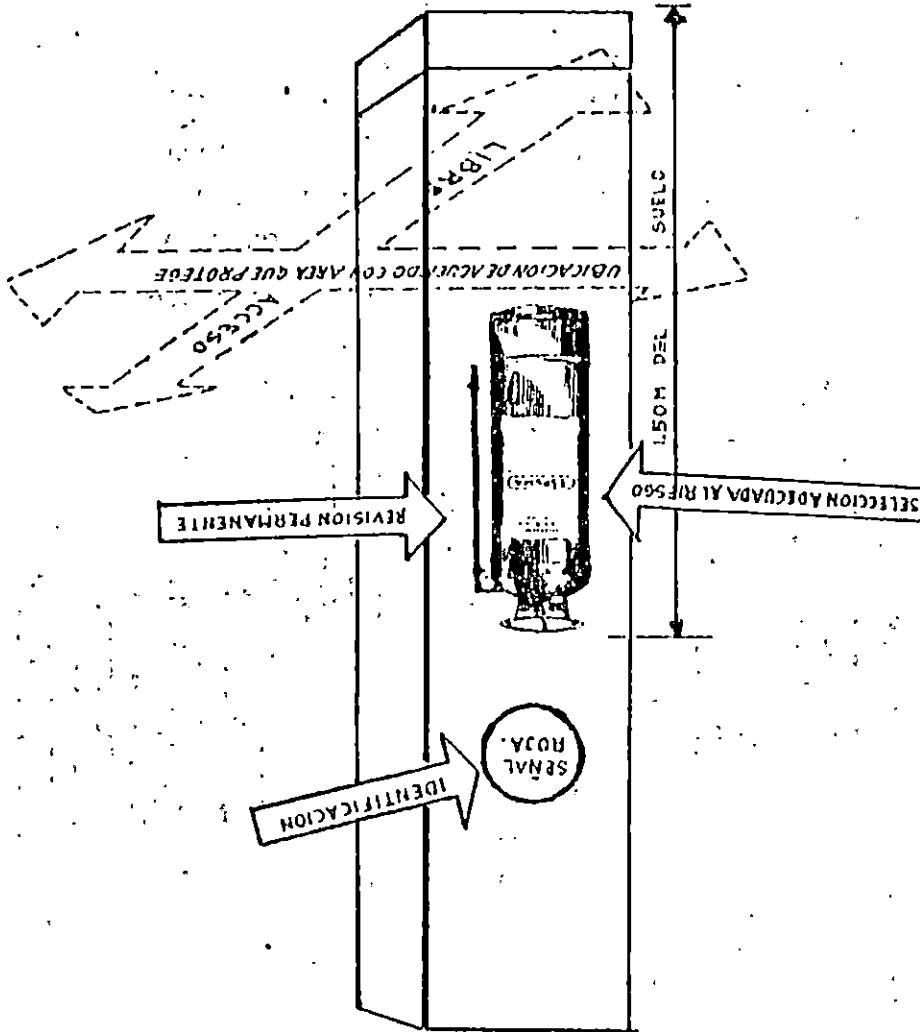 IDENTIFICACION
SEÑAL
ROJA.
REVISION PERMANENTE
SELECCION ADECUADA AL RIESGO
1.50 M DEL SUELO
ACCESO
UBICACION DE ACUERDO CON AREA QUE PROTEGE
LIBRE